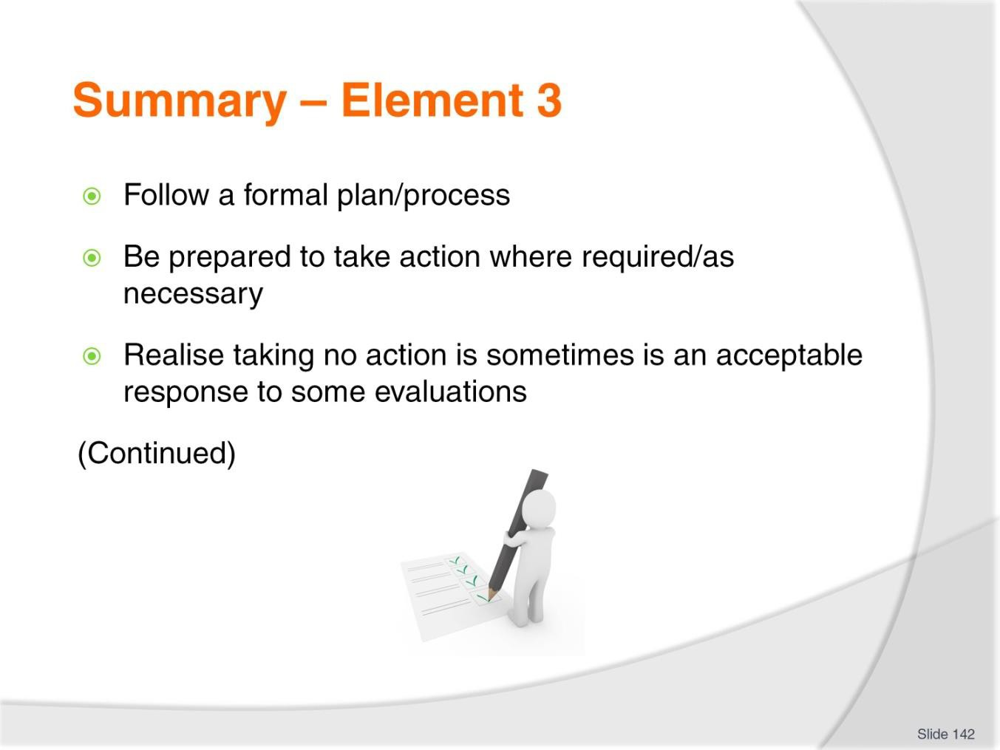 Summary – Element 3
Follow a formal plan/process
Be prepared to take action where required/as
necessary
Realise taking no action is sometimes is an acceptable
response to some evaluations
(Continued)
Slide 142